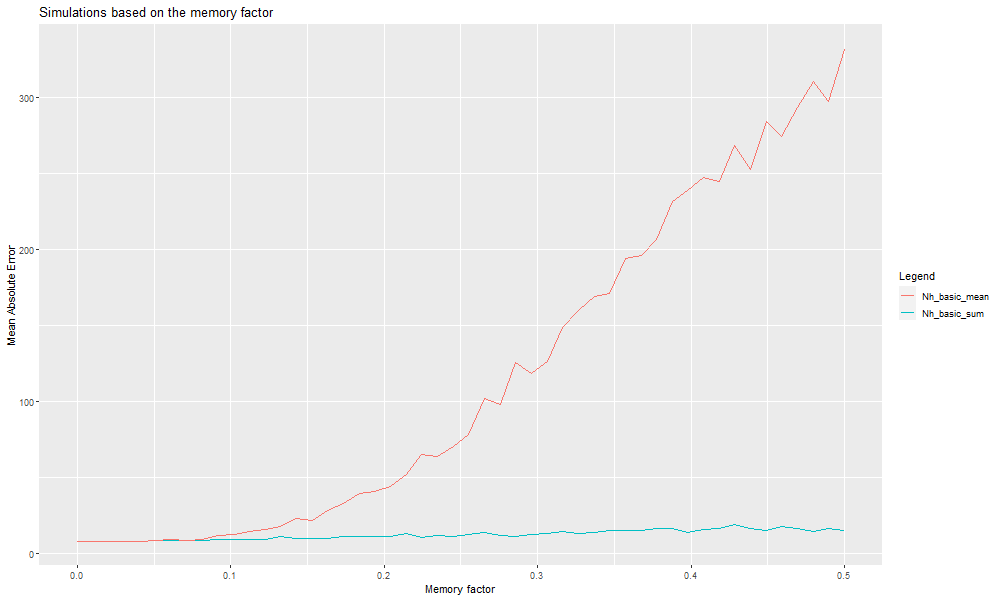 Simulations based on the memory factor
Mean Absolute Error
300
200
100
0
0.0
0.1
0.2
0.3
0.4
0.5
Memory factor
Legend
Nh_basic_mean
Nh_basic_sum